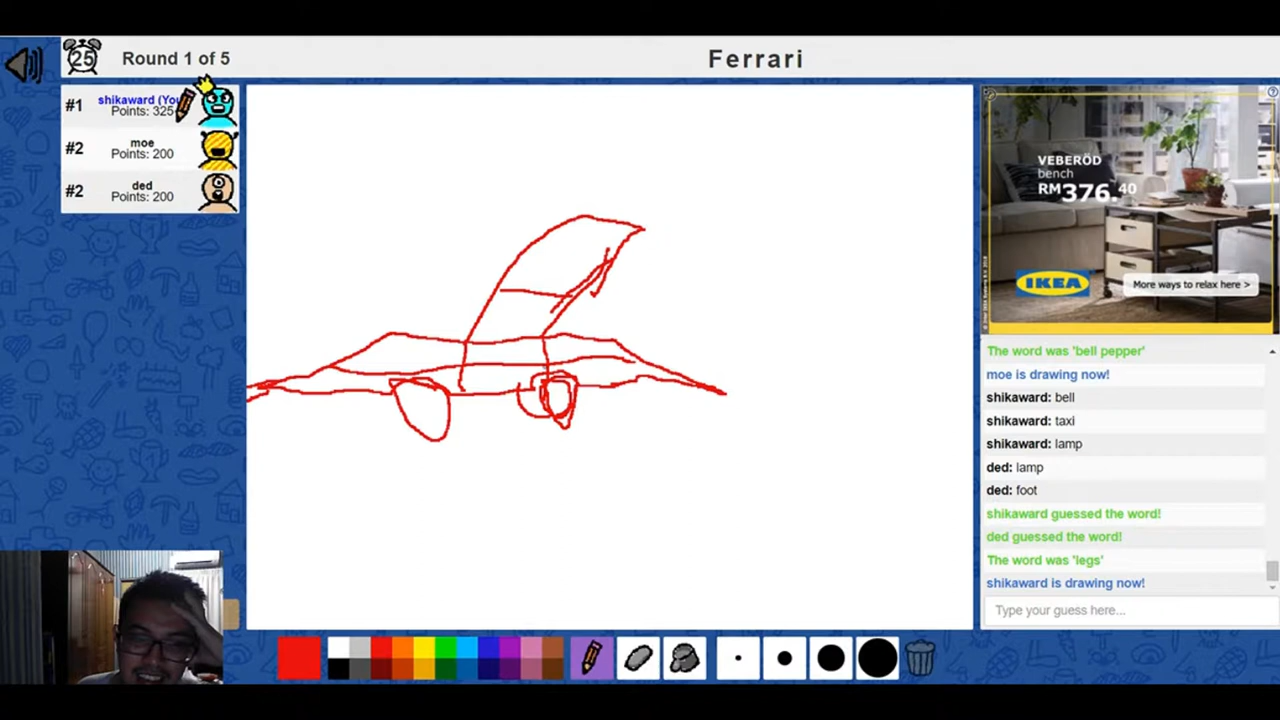 25
Round 1 of 5
Ferrari
#1
shikaward (You
Points: 325
#2
moe
Points: 200
#2
ded
Points: 200
VEBERÖD
bench
RM376.40
IKEA
More ways to relax here >
The word was 'bell pepper'
moe is drawing now!
shikaward: bell
shikaward: taxi
shikaward: lamp
ded: lamp
ded: foot
shikaward guessed the word!
ded guessed the word!
The word was 'legs'
shikaward is drawing now!
Type your guess here...